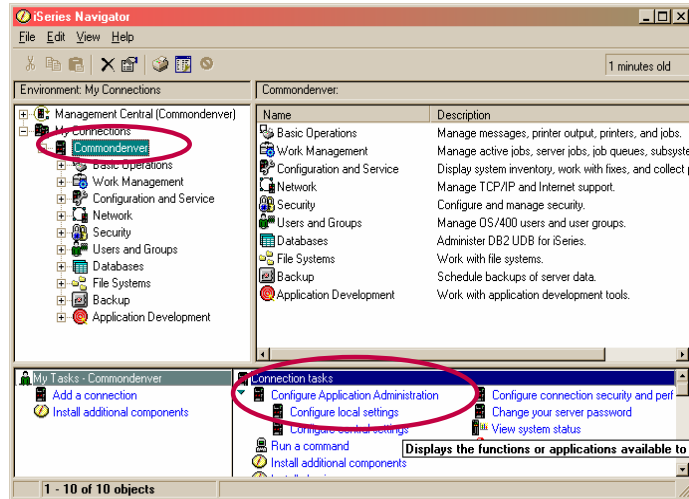 iSeries Navigator
File Edit View Help
1 minutes old
Environment: My Connections
Commondenver:
Management Central (Commondenver)
My Connections
Commondenver
Basic Operations
Work Management
Configuration and Service
Network
Security
Users and Groups
Databases
File Systems
Backup
Application Development
Name Description
Basic Operations Manage messages, printer output, printers, and jobs.
Work Management Manage active jobs, server jobs, job queues, subsyste
Configuration and Service Display system inventory, work with fixes, and collect
Network Manage TCP/IP and Internet support.
Security Configure and manage security.
Users and Groups Manage OS/400 users and user groups.
Databases Administer DB2 UDB for iSeries.
File Systems Work with file systems.
Backup Schedule backups of server data.
Application Development Work with application development tools.
My Tasks - Commondenver
Add a connection
Install additional components
Connection tasks
Configure Application Administration
Configure local settings
Configure central settings
Run a command
Install additional components
Configure connection security and perf
Change your server password
View system status
Displays the functions or applications available to
1 - 10 of 10 objects